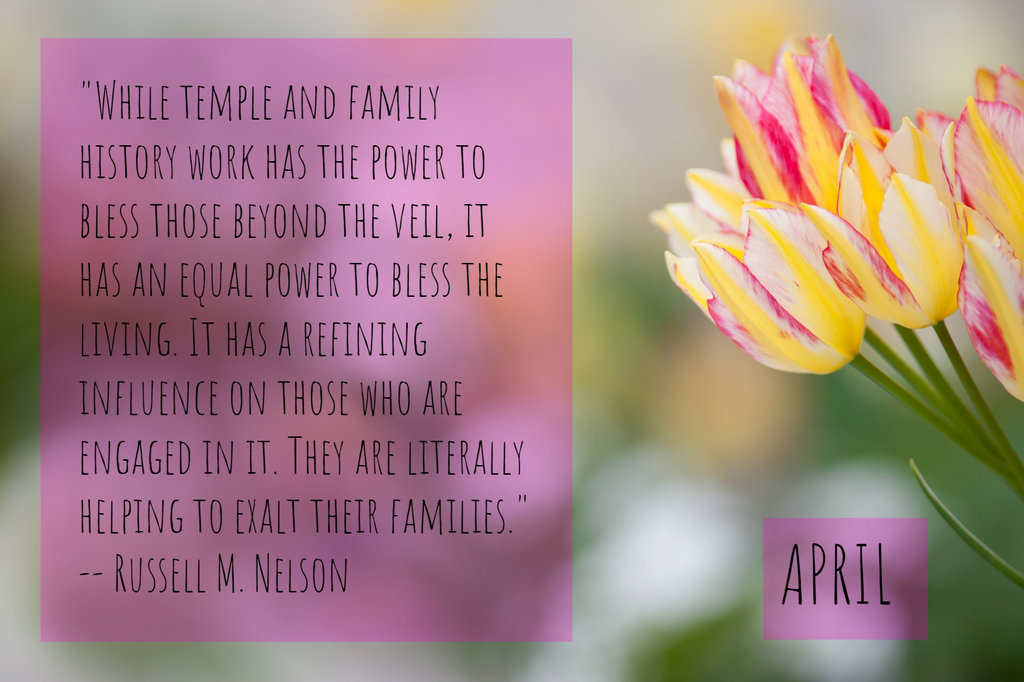 "While temple and family
history work has the power to
bless those beyond the veil, it
has an equal power to bless the
living. It has a refining
influence on those who are
engaged in it. They are literally
helping to exalt their families."
-- Russell M. Nelson
APRIL